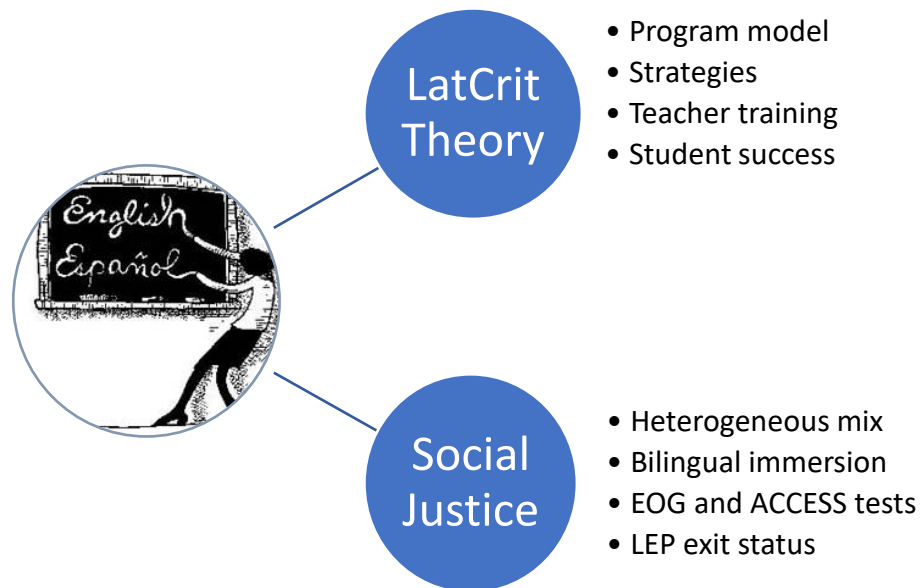 LatCrit
Theory
• Program model
• Strategies
• Teacher training
• Student success
English
Español
Social
Justice
• Heterogeneous mix
• Bilingual immersion
• EOG and ACCESS tests
• LEP exit status